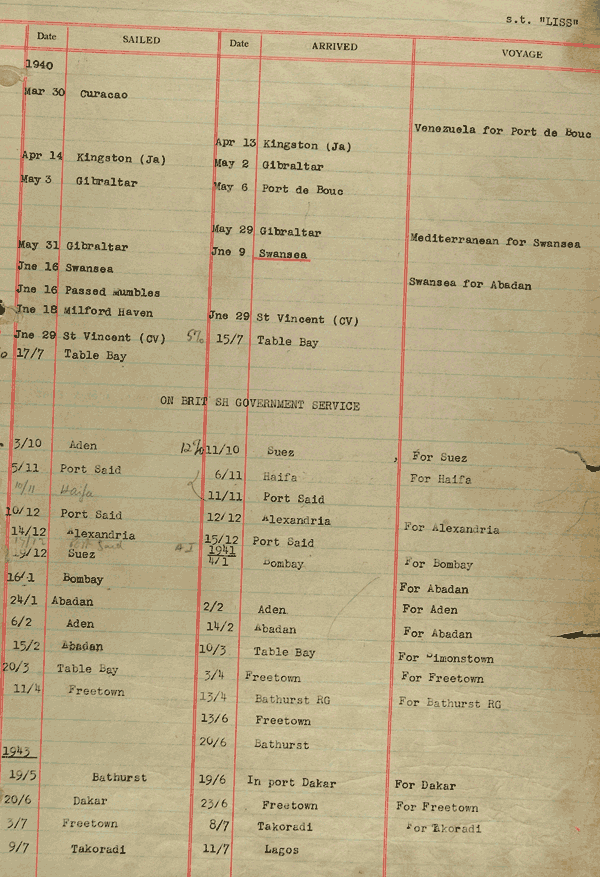 s.t. "LISS"
Date SAILED Date ARRIVED VOYAGE
1940
Mar 30 Curacao
Venezuela for Port de Bouc
Apr 13 Kingston (Ja)
Apr 14 Kingston (Ja) May 2 Gibraltar
May 3 Gibraltar May 6 Port de Bouc
May 29 Gibraltar Mediterranean for Swansea
May 31 Gibraltar Jne 9 Swansea
Jne 16 Swansea Swansea for Abadan
Jne 16 Passed Mumbles
Jne 18 Milford Haven Jne 29 St Vincent (CV)
Jne 29 St Vincent (CV) 5% 15/7 Table Bay
17/7 Table Bay
ON BRIT SH GOVERNMENT SERVICE
3/10 Aden 12% 11/10 Suez , For Suez
5/11 Port Said 6/11 Haifa For Haifa
10/11 Haifa 11/11 Port Said
10/12 Port Said 12/12 Alexandria For Alexandria
14/12 Alexandria 15/12 Port Said
17/12 Port Said 1941
19/12 Suez 4/1 Bombay For Bombay
16/1 Bombay For Abadan
24/1 Abadan 2/2 Aden For Aden
6/2 Aden 14/2 Abadan For Abadan
15/2 Abadan 10/3 Table Bay For Simonstown
20/3 Table Bay 3/4 Freetown For Freetown
11/4 Freetown 13/4 Bathurst RG For Bathurst RG
13/6 Freetown
20/6 Bathurst
1943
19/5 Bathurst 19/6 In port Dakar For Dakar
20/6 Dakar 23/6 Freetown For Freetown
3/7 Freetown 8/7 Takoradi For Takoradi
9/7 Takoradi 11/7 Lagos